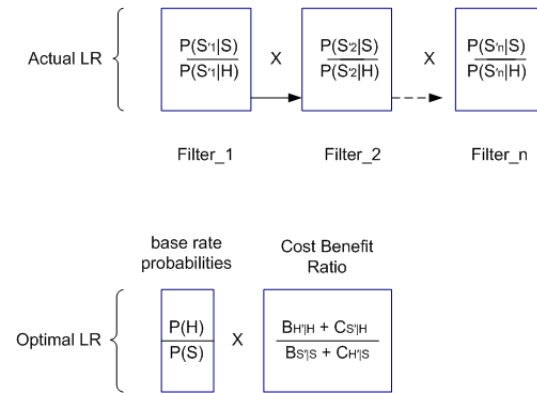 Actual LR
P(S'1|S)
P(S'1|H)
X
P(S'2|S)
P(S'2|H)
X
P(S'n|S)
P(S'n|H)
Filter_1
Filter_2
Filter_n
base rate
probabilities
Cost Benefit
Ratio
Optimal LR
P(H)
P(S)
X
BH'|H + CS'|H
BS'|S + CH'|S